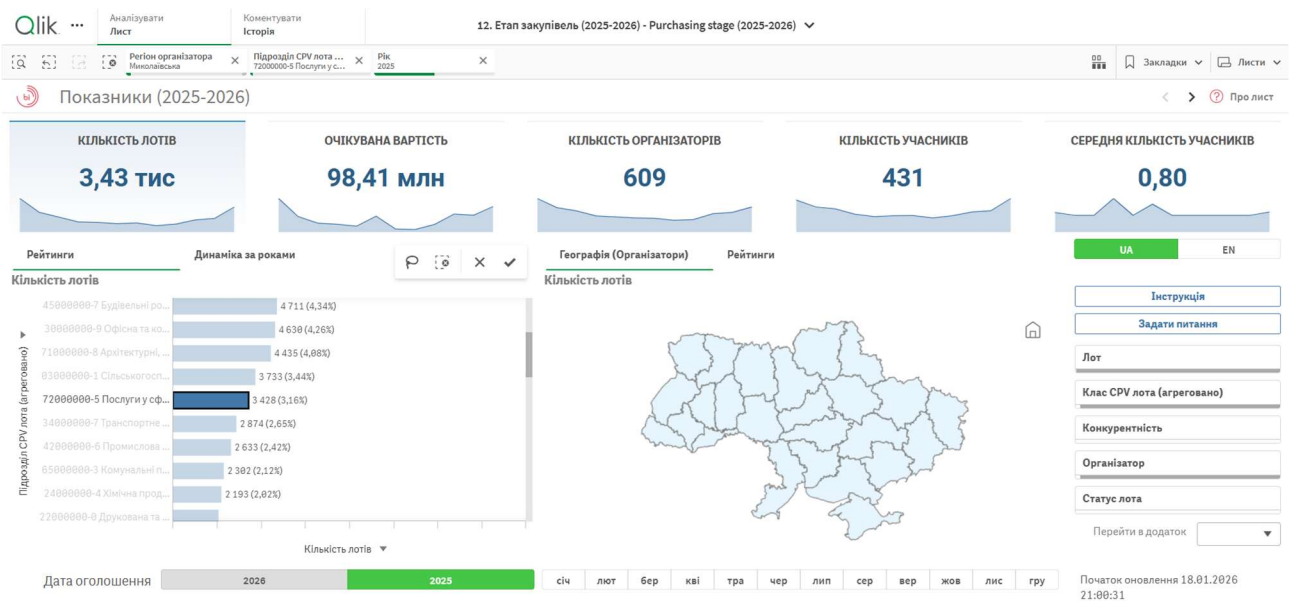 Qlik
Аналізувати
Лист
Коментувати
Історія
12. Етап закупівель (2025-2026) - Purchasing stage (2025-2026)
Регіон організатора
Миколаївська
Підрозділ CPV лота ...
72000000-5 Послуги у с...
Рік
2025
Закладки
Листи
bi
Показники (2025-2026)
Про лист
КІЛЬКІСТЬ ЛОТІВ
3,43 тис
ОЧІКУВАНА ВАРТІСТЬ
98,41 млн
КІЛЬКІСТЬ ОРГАНІЗАТОРІВ
609
КІЛЬКІСТЬ УЧАСНИКІВ
431
СЕРЕДНЯ КІЛЬКІСТЬ УЧАСНИКІВ
0,80
Рейтинги
Динаміка за роками
Кількість лотів
Підрозділ CPV лота (агреговано)
45000000-7 Будівельні ро...
4 711 (4,34%)
30000000-9 Офісна та ко...
4 630 (4,26%)
71000000-8 Архітектурні, ...
4 435 (4,08%)
03000000-1 Сільськогосп...
3 733 (3,44%)
72000000-5 Послуги у сф...
3 428 (3,16%)
34000000-7 Транспортне ...
2 874 (2,65%)
42000000-6 Промислова ...
2 633 (2,42%)
65000000-3 Комунальні п...
2 302 (2,12%)
24000000-4 Хімічна прод...
2 193 (2,02%)
22000000-0 Друкована та ...
Кількість лотів
Географія (Організатори)
Рейтинги
Кількість лотів
UA
EN
Інструкція
Задати питання
Лот
Клас CPV лота (агреговано)
Конкурентність
Організатор
Статус лота
Перейти в додаток
Дата оголошення
2026
2025
січ
лют
бер
кві
тра
чер
лип
сер
вер
жов
лис
гру
Початок оновлення 18.01.2026
21:00:31